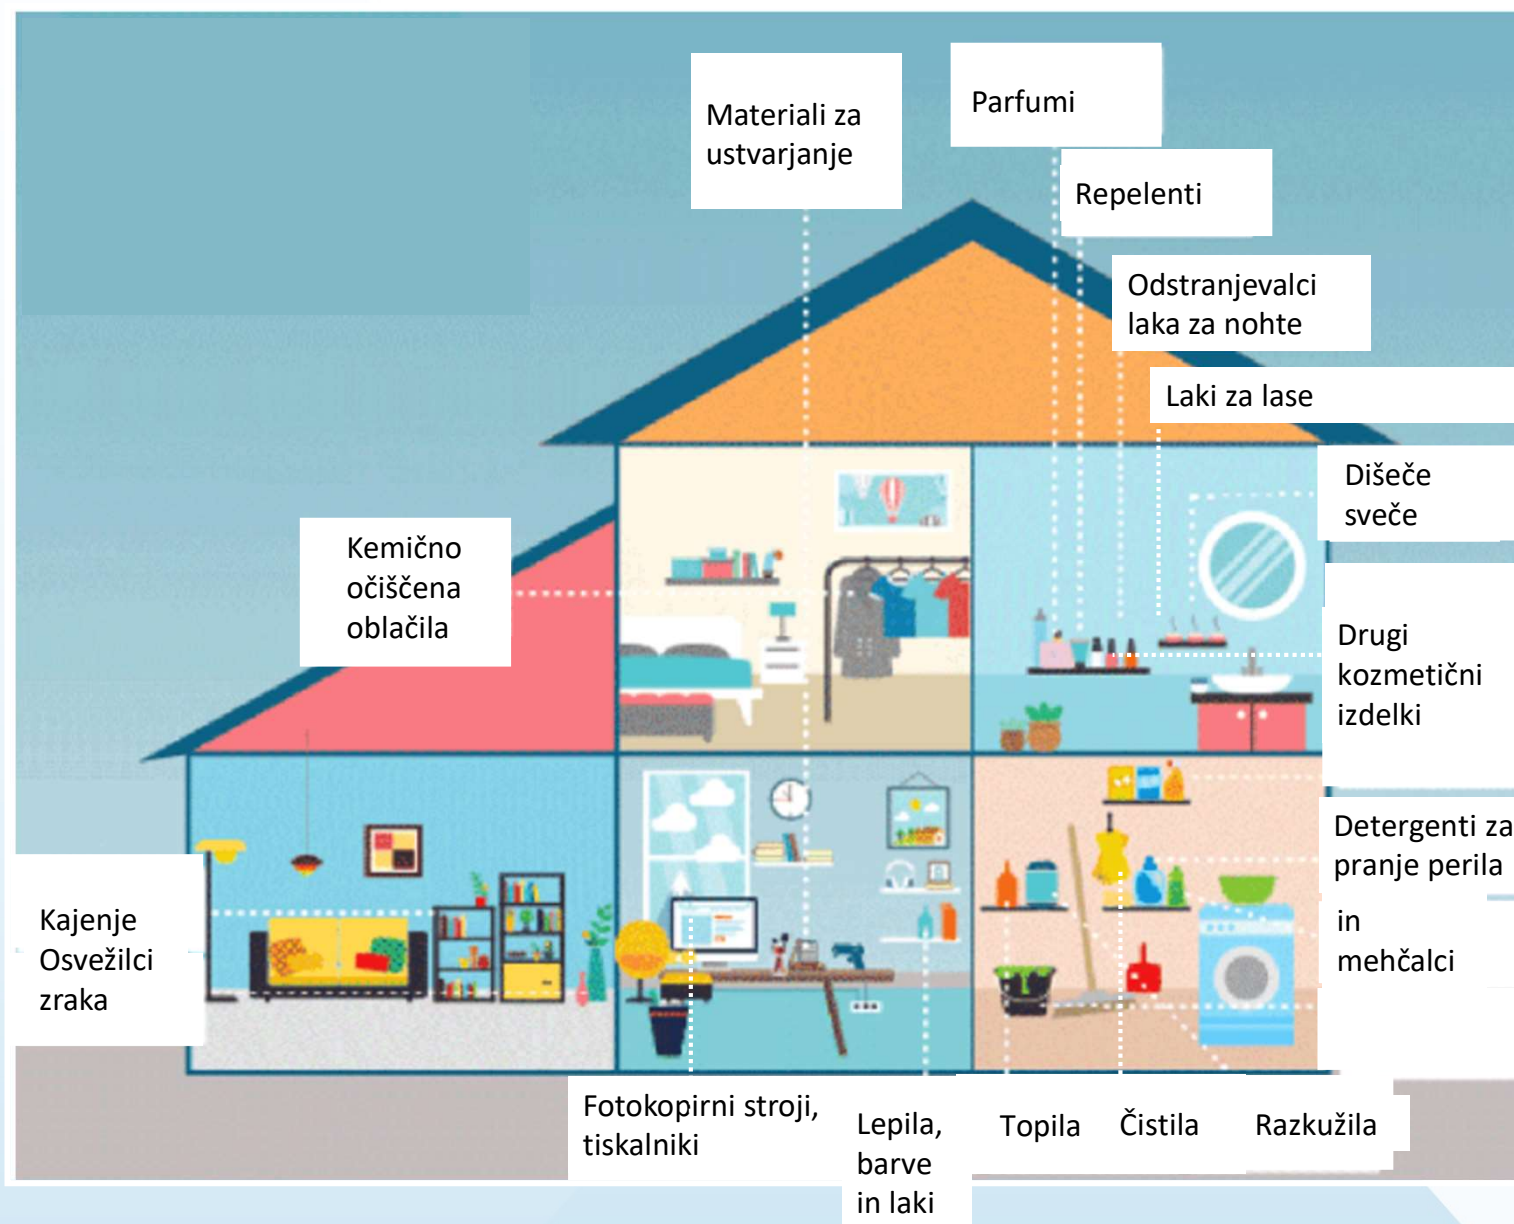 Materiali za
ustvarjanje
Parfumi
Repelenti
Odstranjevalci
laka za nohte
Laki za lase
Dišeče
sveče
Kemično
očiščena
oblačila
Drugi
kozmetični
izdelki
Detergenti za
pranje perila
in
mehčalci
Kajenje
Osvežilci
zraka
Fotokopirni stroji,
tiskalniki
Lepila,
barve
in laki
Topila
Čistila
Razkužila